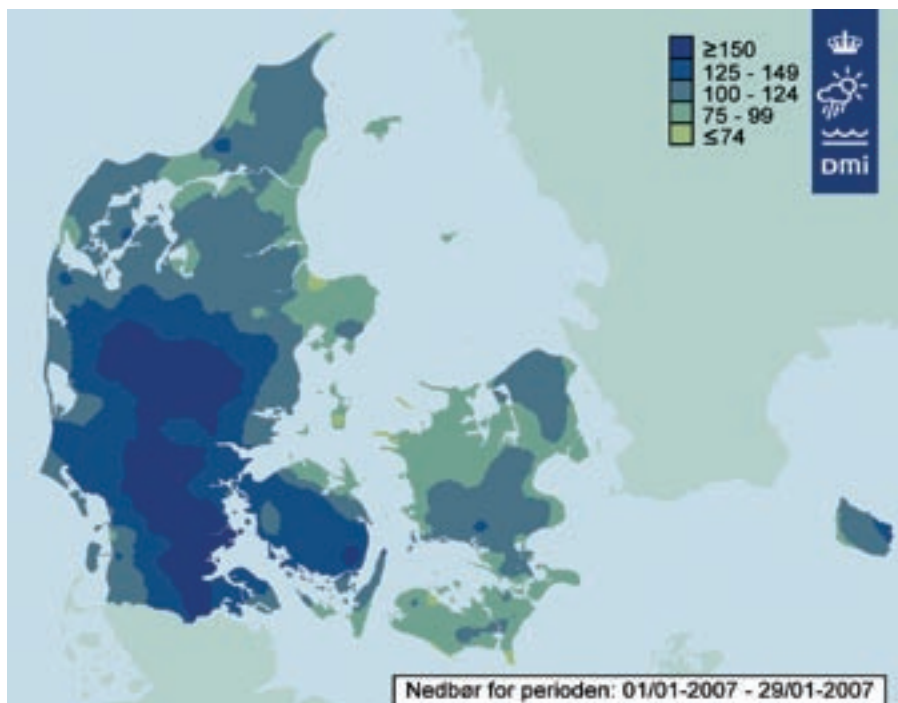 ≥150
125 - 149
100 - 124
75 - 99
≤74
DMi
Nedbør for perioden: 01/01-2007 - 29/01-2007